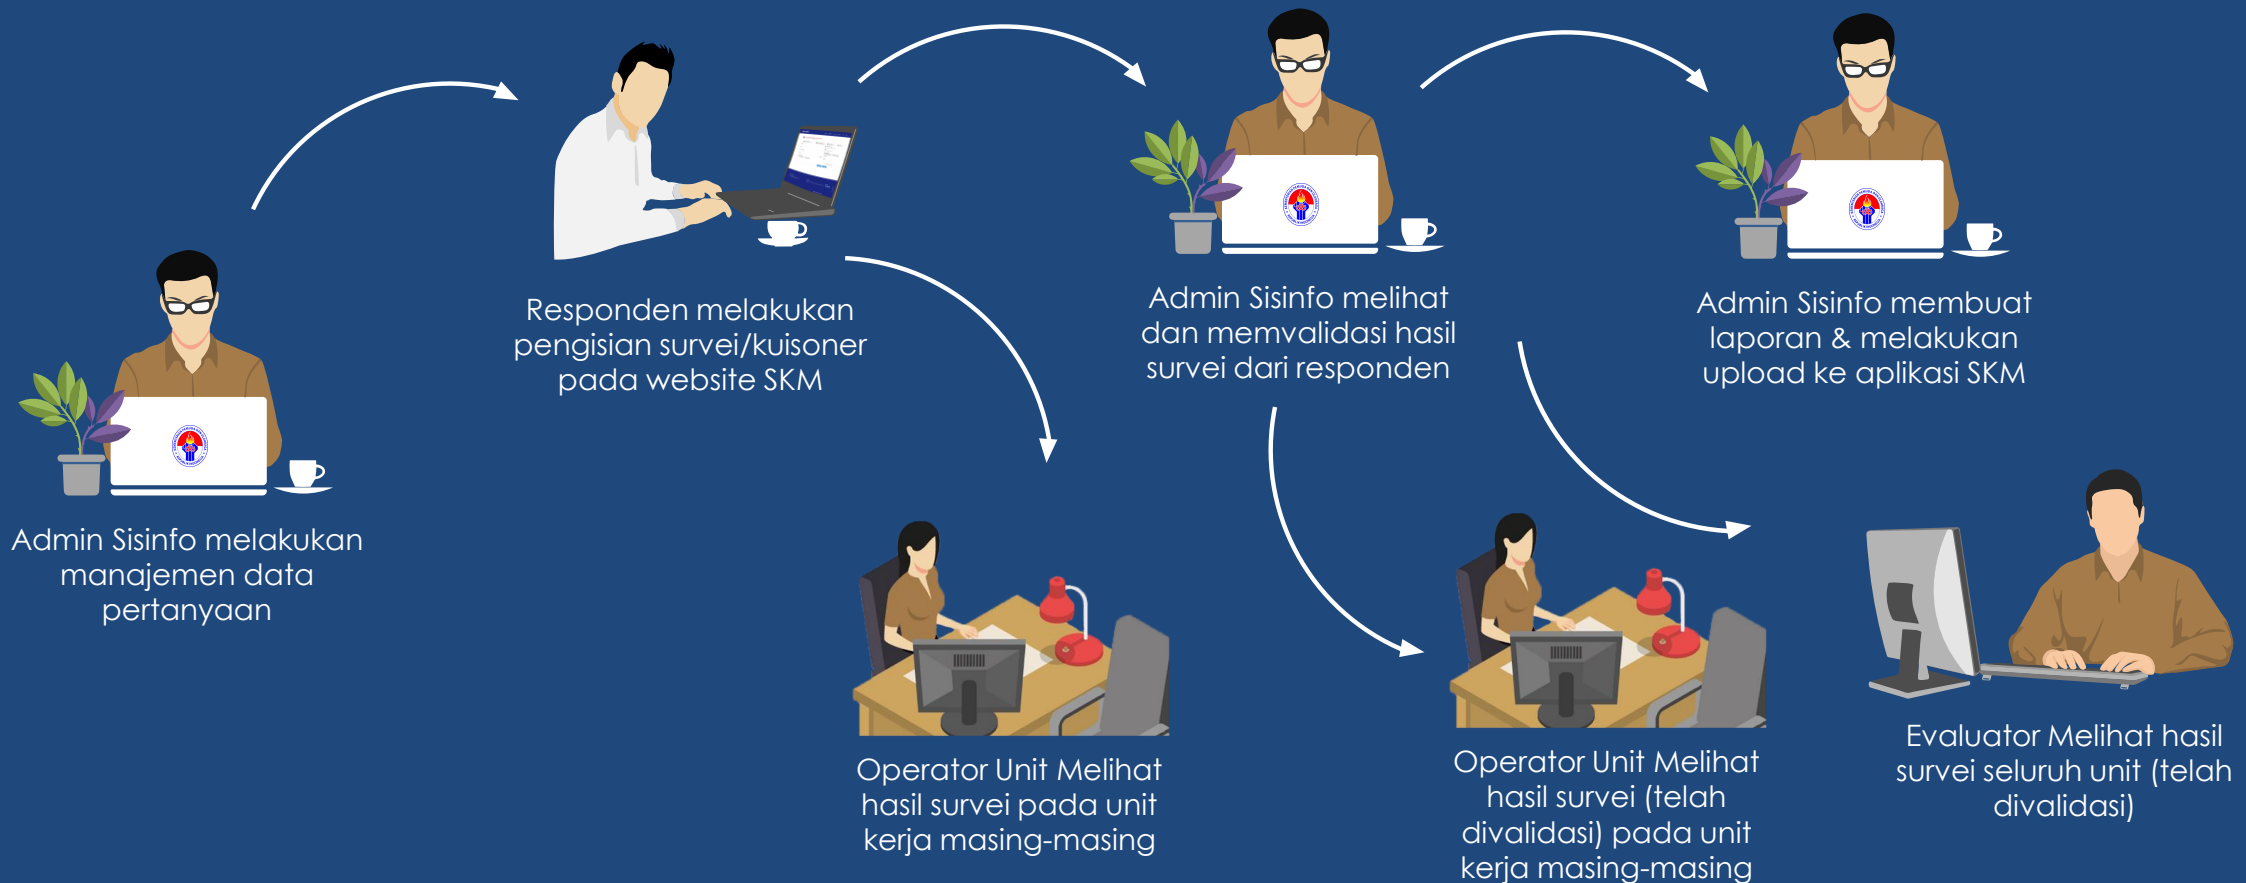 Admin Sisinfo melakukan
manajemen data
pertanyaan
Responden melakukan
pengisian survei/kuisoner
pada website SKM
Admin Sisinfo melihat
dan memvalidasi hasil
survei dari responden
Admin Sisinfo membuat
laporan & melakukan
upload ke aplikasi SKM
Operator Unit Melihat
hasil survei pada unit
kerja masing-masing
Operator Unit Melihat
hasil survei (telah
divalidasi) pada unit
kerja masing-masing
Evaluator Melihat hasil
survei seluruh unit (telah
divalidasi)